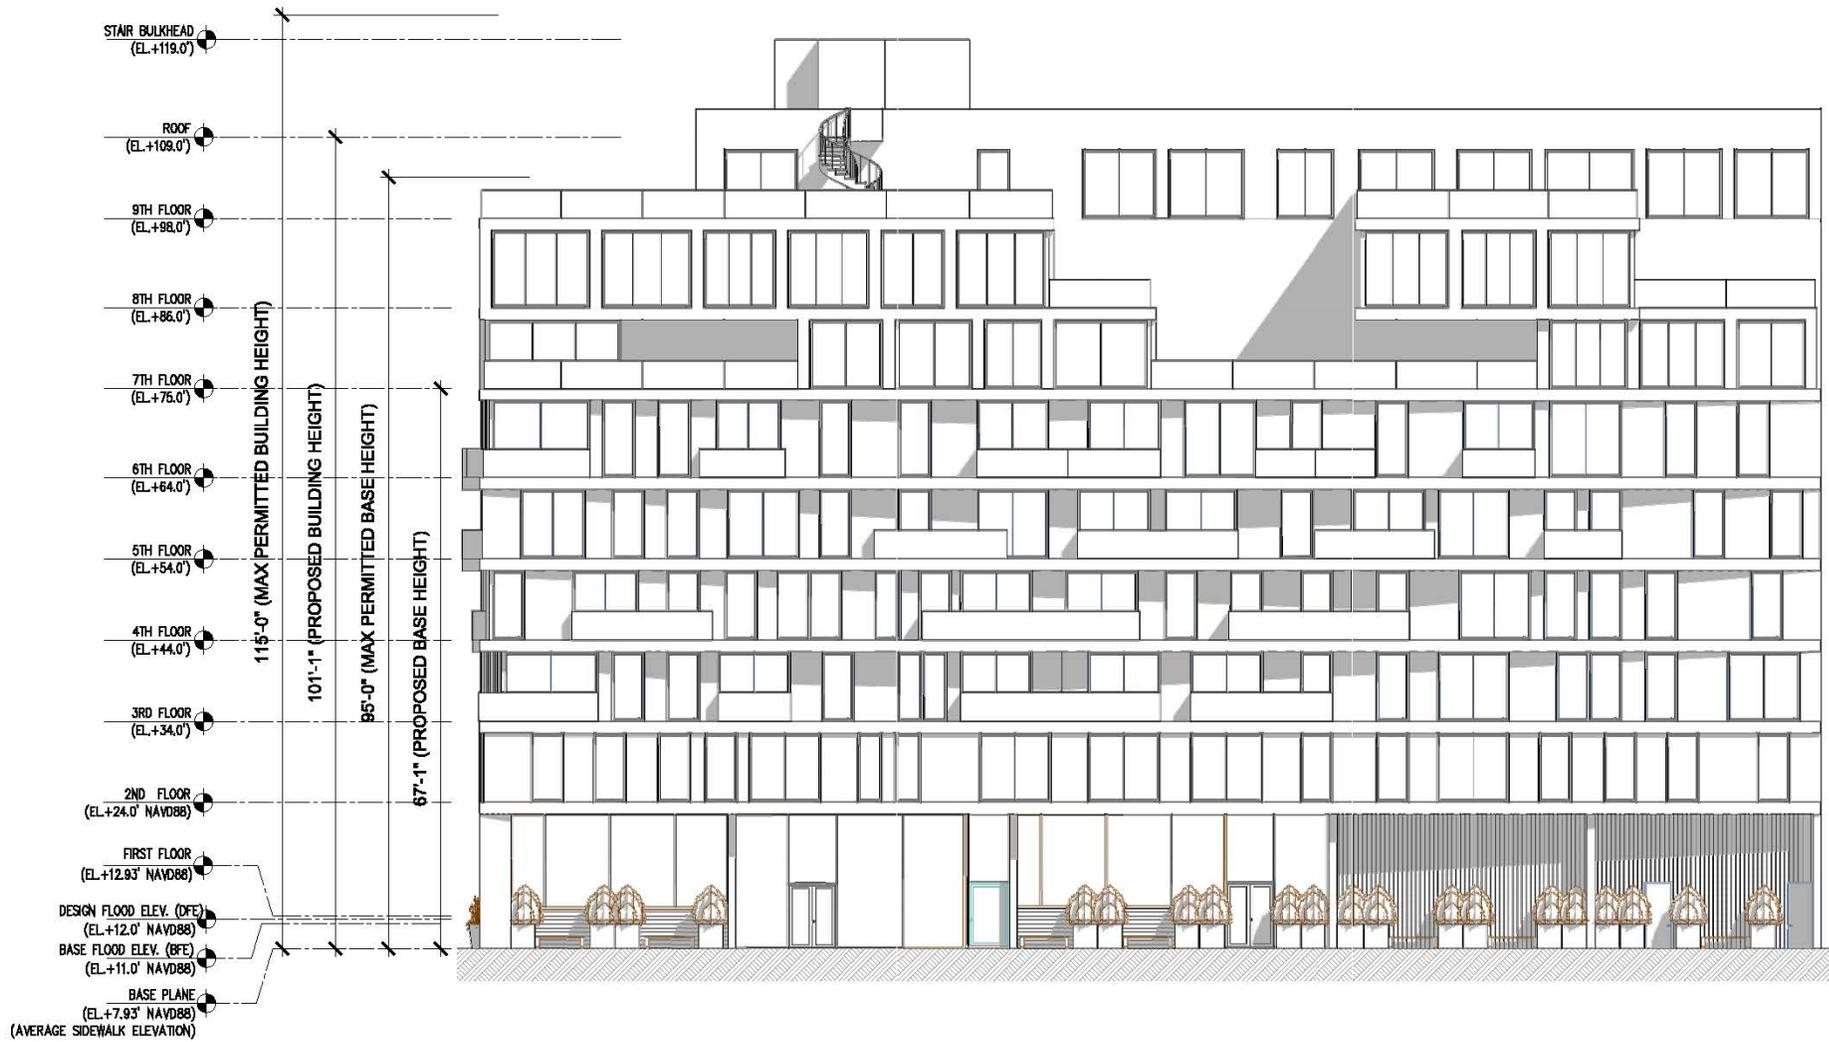 STAIR BULKHEAD
(EL.+119.0')
ROOF
(EL.+109.0')
9TH FLOOR
(EL.+98.0')
8TH FLOOR
(EL.+86.0')
7TH FLOOR
(EL.+75.0')
6TH FLOOR
(EL.+64.0')
5TH FLOOR
(EL.+54.0')
4TH FLOOR
(EL.+44.0')
3RD FLOOR
(EL.+34.0')
2ND FLOOR
(EL.+24.0' NAVD88)
FIRST FLOOR
(EL.+12.93' NAVD88)
DESIGN FLOOD ELEV. (DFE)
(EL.+12.0' NAVD88)
BASE FLOOD ELEV. (BFE)
(EL.+11.0' NAVD88)
BASE PLANE
(EL.+7.93' NAVD88)
(AVERAGE SIDEWALK ELEVATION)
115'-0" (MAX PERMITTED BUILDING HEIGHT)
101'-1" (PROPOSED BUILDING HEIGHT)
95'-0" (MAX PERMITTED BASE HEIGHT)
67'-1" (PROPOSED BASE HEIGHT)